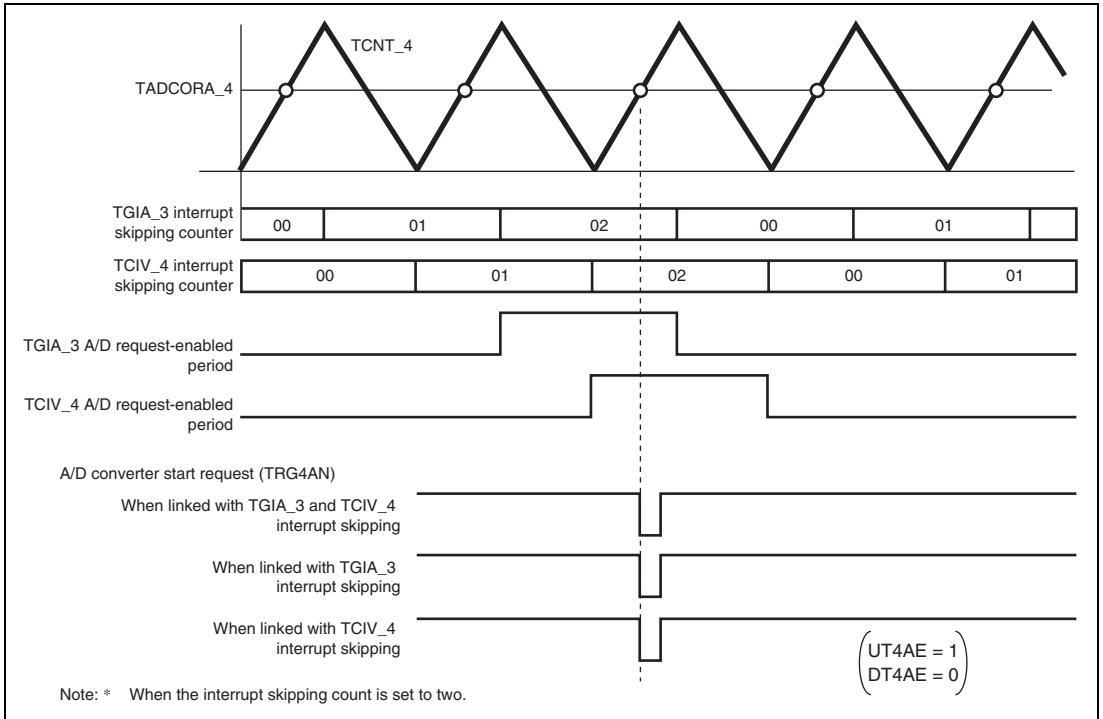 TCNT_4
TADCORA_4
TGIA_3 interrupt
skipping counter
00 01 02 00 01
TCIV_4 interrupt
skipping counter
00 01 02 00 01
TGIA_3 A/D request-enabled
period
TCIV_4 A/D request-enabled
period
A/D converter start request (TRG4AN)
When linked with TGIA_3 and TCIV_4
interrupt skipping
When linked with TGIA_3
interrupt skipping
When linked with TCIV_4
interrupt skipping
UT4AE = 1
DT4AE = 0
Note: * When the interrupt skipping count is set to two.